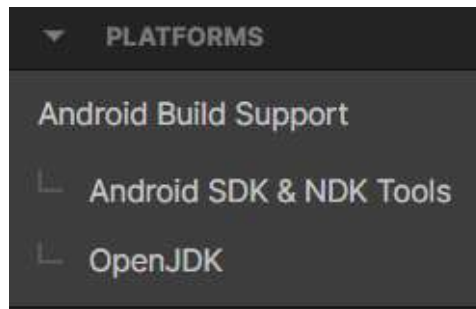 PLATFORMS
Android Build Support
Android SDK & NDK Tools
OpenJDK